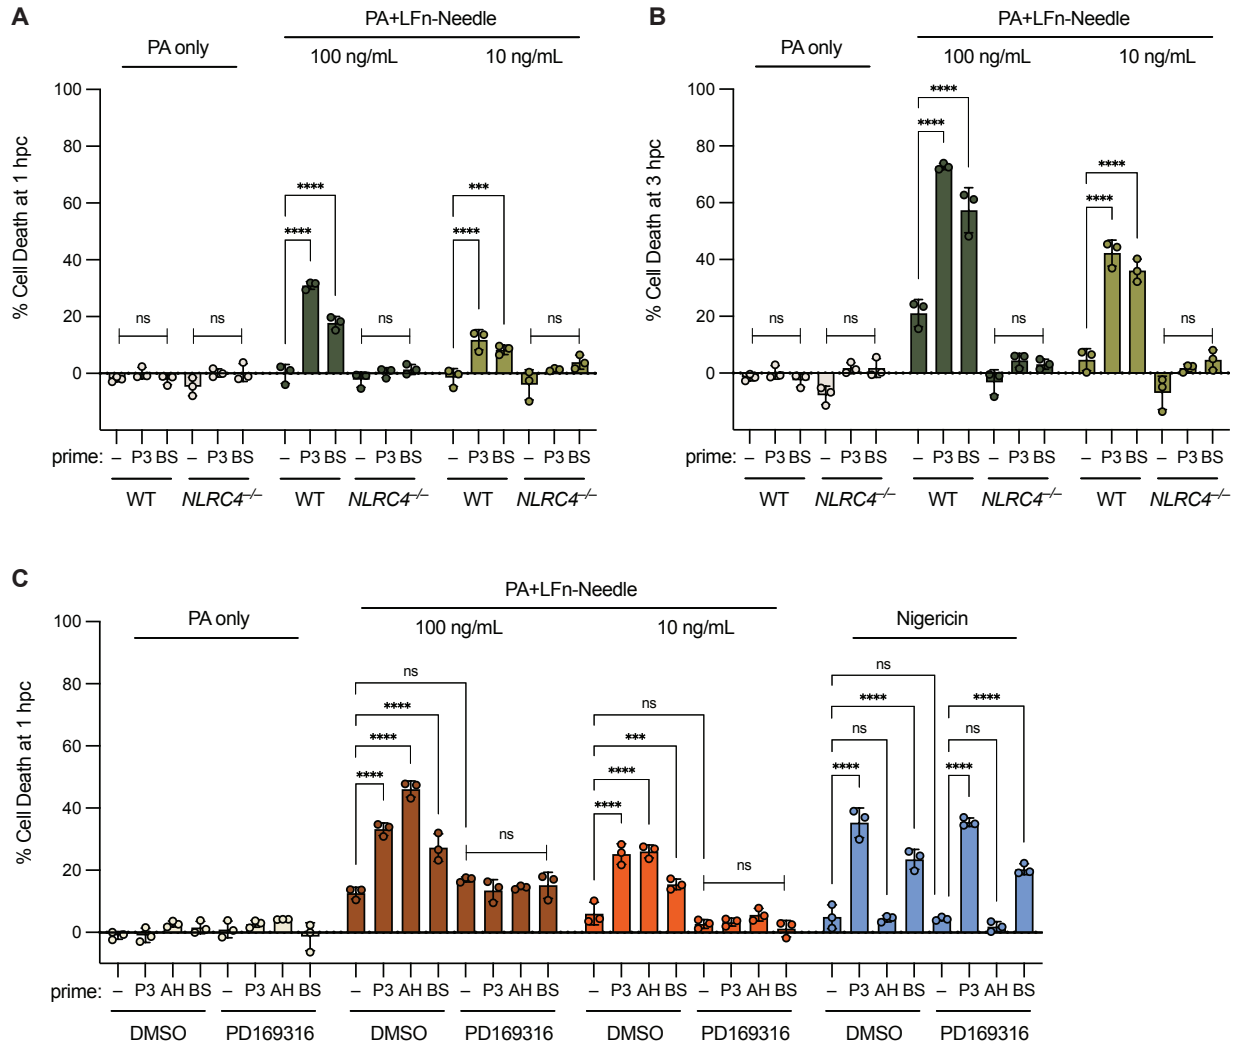 A
PA+LFn-Needle
PA only
100 ng/mL
10 ng/mL
% Cell Death at 1 hpc
100
80
60
40
20
0
ns
ns
****
****
ns
****
***
ns
prime: – P3 BS – P3 BS – P3 BS – P3 BS – P3 BS – P3 BS
WT NLRC4–/– WT NLRC4–/– WT NLRC4–/–
B
PA+LFn-Needle
PA only
100 ng/mL
10 ng/mL
% Cell Death at 3 hpc
100
80
60
40
20
0
ns
ns
****
****
ns
****
****
ns
prime: – P3 BS – P3 BS – P3 BS – P3 BS – P3 BS – P3 BS
WT NLRC4–/– WT NLRC4–/– WT NLRC4–/–
C
PA+LFn-Needle
PA only
100 ng/mL
10 ng/mL
Nigericin
% Cell Death at 1 hpc
100
80
60
40
20
0
ns
****
****
****
ns
ns
***
****
****
ns
ns
****
ns
****
****
ns
****
prime: – P3 AH BS – P3 AH BS – P3 AH BS – P3 AH BS – P3 AH BS – P3 AH BS – P3 AH BS – P3 AH BS
DMSO PD169316 DMSO PD169316 DMSO PD169316 DMSO PD169316